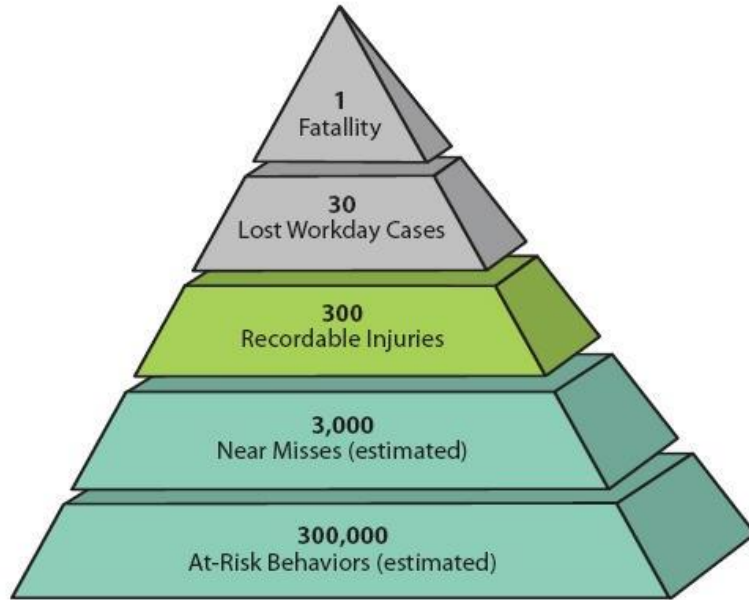 1
Fatallity
30
Lost Workday Cases
300
Recordable Injuries
3,000
Near Misses (estimated)
300,000
At-Risk Behaviors (estimated)